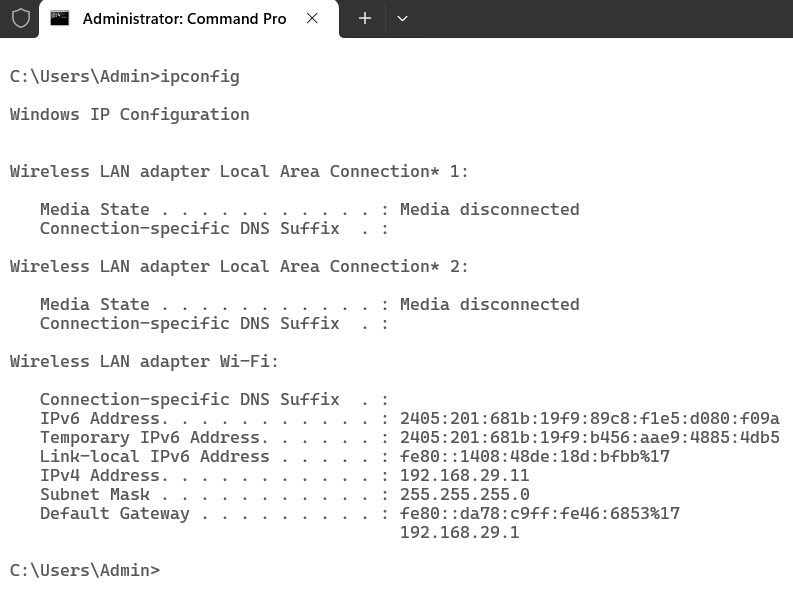 Administrator: Command Pro
C:\Users\Admin>ipconfig
Windows IP Configuration
Wireless LAN adapter Local Area Connection* 1:
   Media State . . . . . . . . . . . : Media disconnected
   Connection-specific DNS Suffix  . :
Wireless LAN adapter Local Area Connection* 2:
   Media State . . . . . . . . . . . : Media disconnected
   Connection-specific DNS Suffix  . :
Wireless LAN adapter Wi-Fi:
   Connection-specific DNS Suffix  . :
   IPv6 Address. . . . . . . . . . . : 2405:201:681b:19f9:89c8:f1e5:d080:f09a
   Temporary IPv6 Address. . . . . . : 2405:201:681b:19f9:b456:aae9:4885:4db5
   Link-local IPv6 Address . . . . . : fe80::1408:48de:18d:bfbb%17
   IPv4 Address. . . . . . . . . . . : 192.168.29.11
   Subnet Mask . . . . . . . . . . . : 255.255.255.0
   Default Gateway . . . . . . . . . : fe80::da78:c9ff:fe46:6853%17
                                       192.168.29.1
C:\Users\Admin>